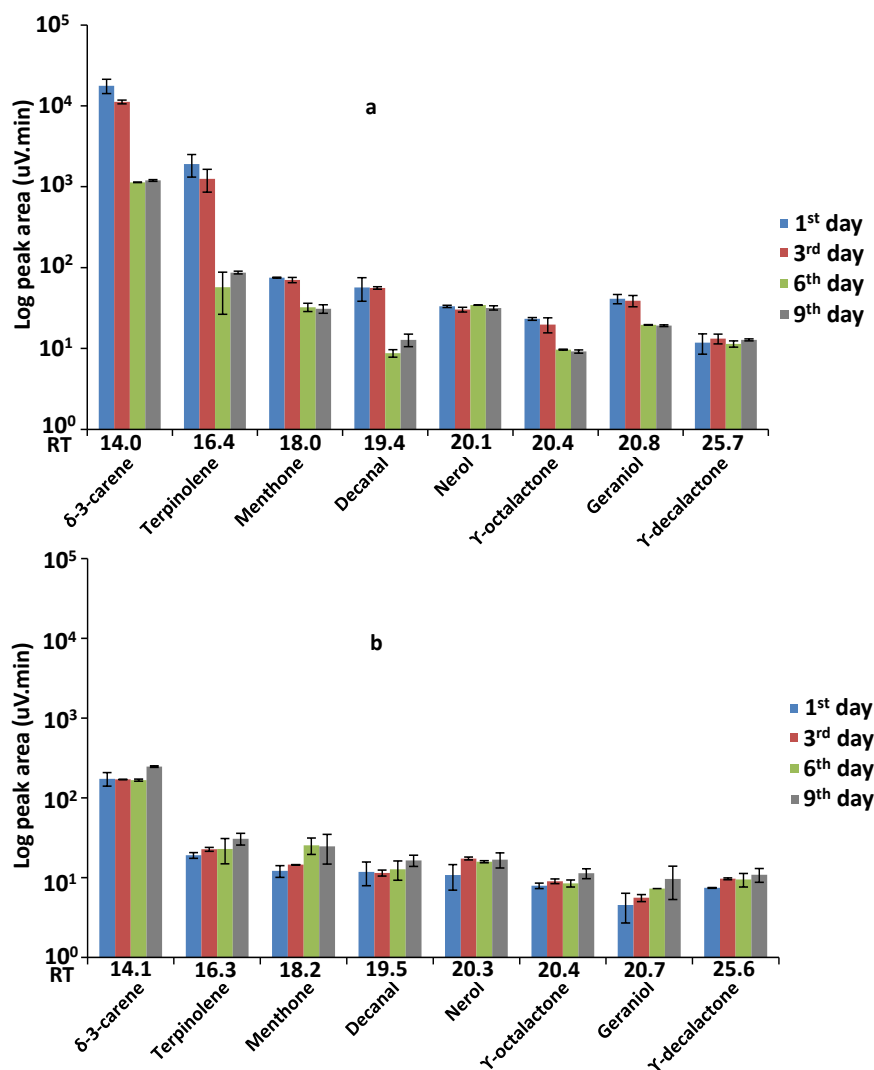 Log peak area (uV.min)
10⁵
10⁴
10³
10²
10¹
10⁰
a
1st day
3rd day
6th day
9th day
RT 14.0 16.4 18.0 19.4 20.1 20.4 20.8 25.7
δ-3-carene
Terpinolene
Menthone
Decanal
Nerol
ϒ-octalactone
Geraniol
ϒ-decalactone
Log peak area (uV.min)
10⁵
10⁴
10³
10²
10¹
10⁰
b
1st day
3rd day
6th day
9th day
RT 14.1 16.3 18.2 19.5 20.3 20.4 20.7 25.6
δ-3-carene
Terpinolene
Menthone
Decanal
Nerol
ϒ-octalactone
Geraniol
ϒ-decalactone